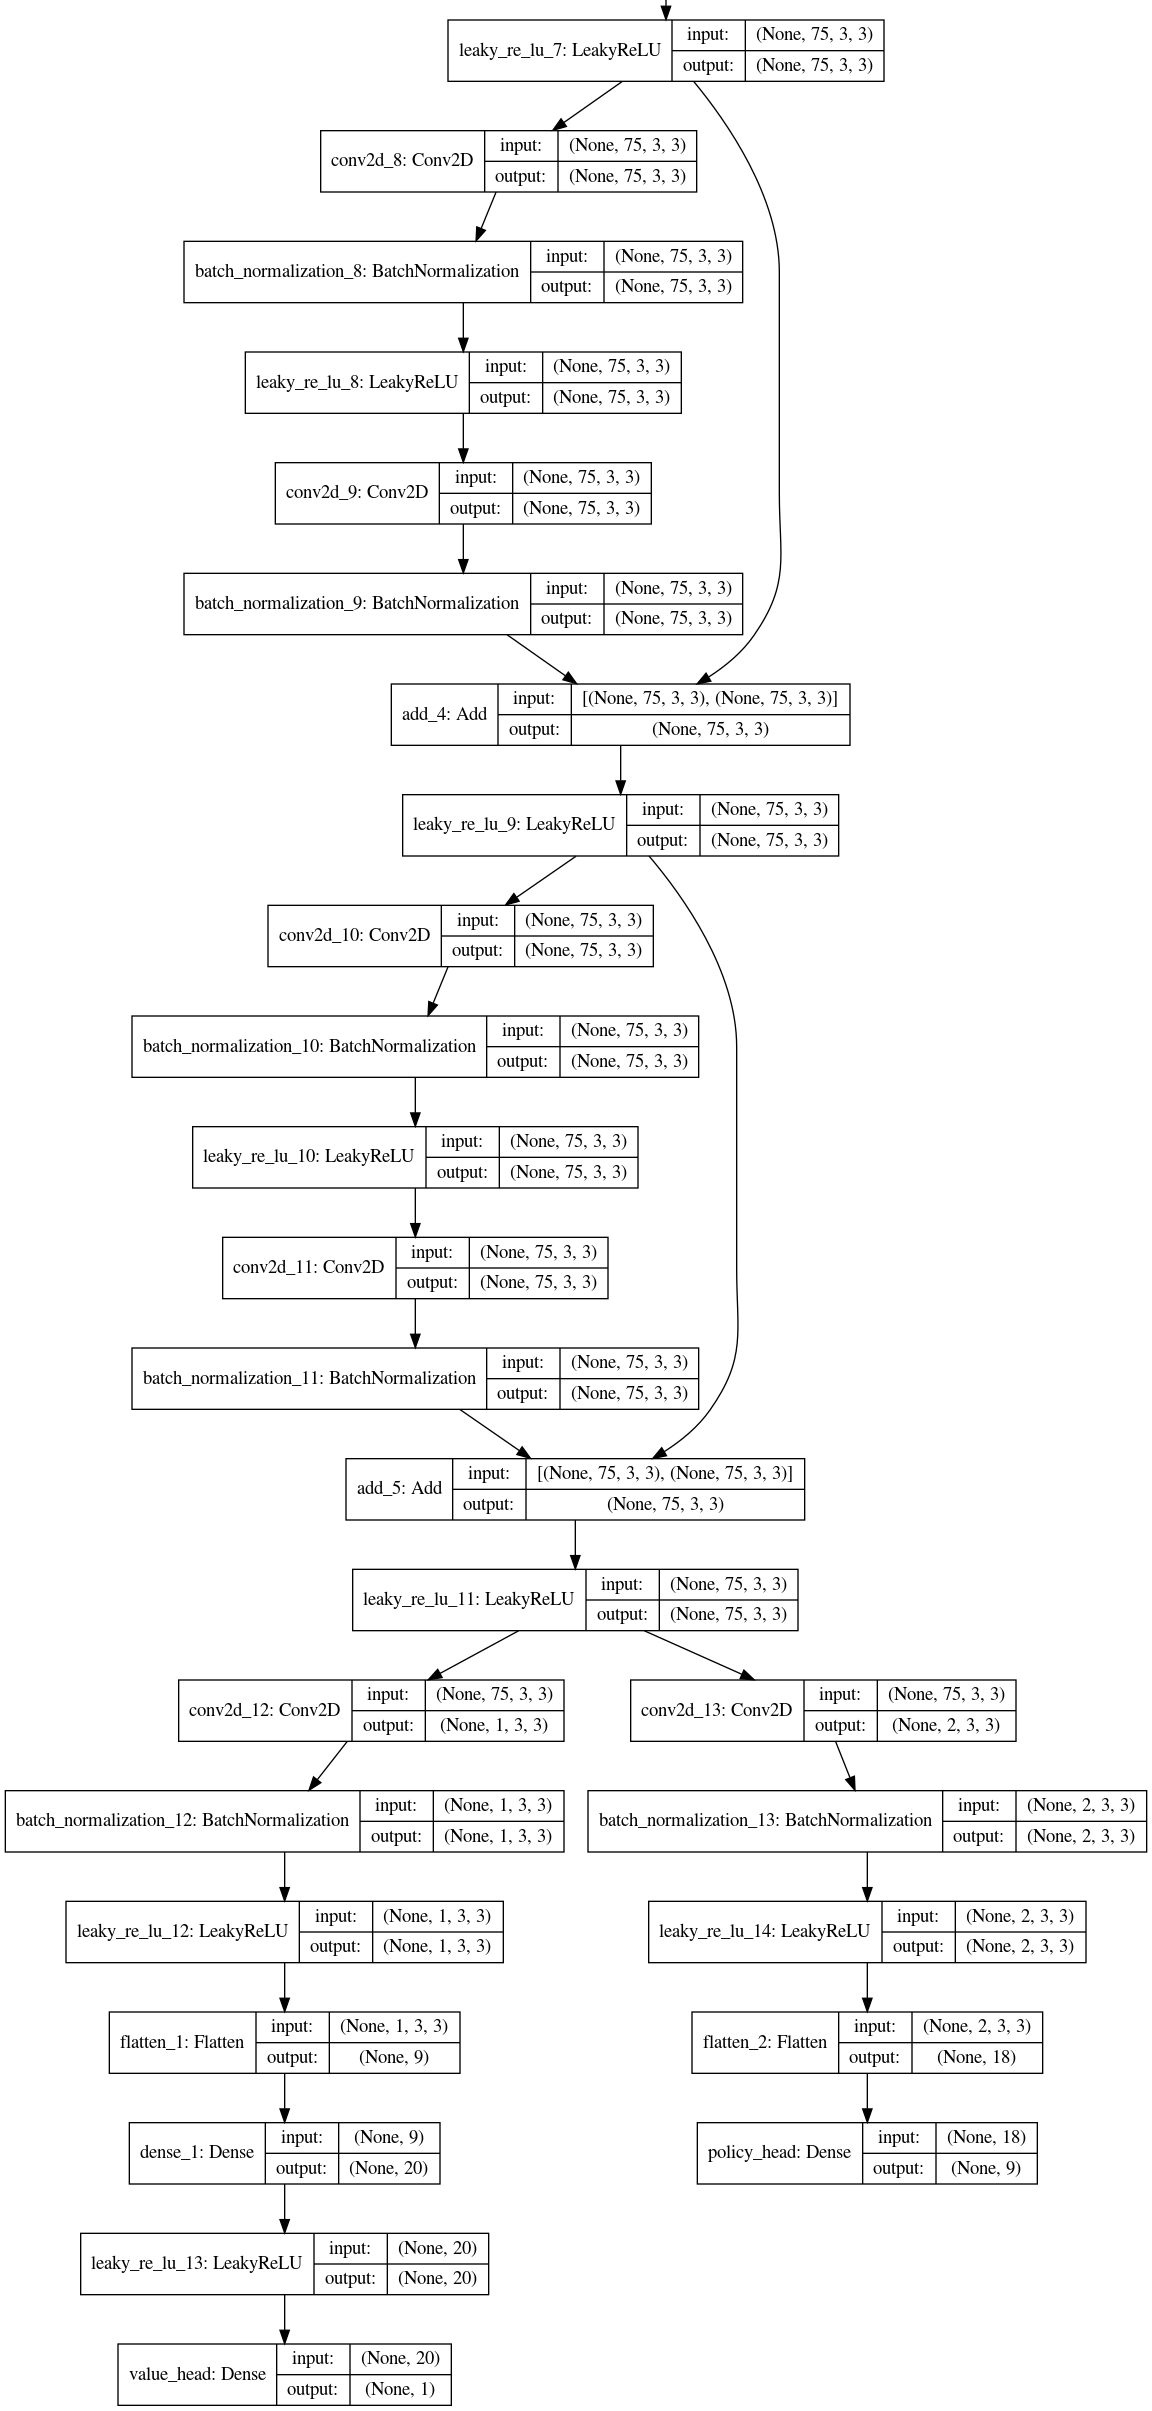 leaky_re_lu_7: LeakyReLU
input: (None, 75, 3, 3)
output: (None, 75, 3, 3)
conv2d_8: Conv2D
input: (None, 75, 3, 3)
output: (None, 75, 3, 3)
batch_normalization_8: BatchNormalization
input: (None, 75, 3, 3)
output: (None, 75, 3, 3)
leaky_re_lu_8: LeakyReLU
input: (None, 75, 3, 3)
output: (None, 75, 3, 3)
conv2d_9: Conv2D
input: (None, 75, 3, 3)
output: (None, 75, 3, 3)
batch_normalization_9: BatchNormalization
input: (None, 75, 3, 3)
output: (None, 75, 3, 3)
add_4: Add
input: [(None, 75, 3, 3), (None, 75, 3, 3)]
output: (None, 75, 3, 3)
leaky_re_lu_9: LeakyReLU
input: (None, 75, 3, 3)
output: (None, 75, 3, 3)
conv2d_10: Conv2D
input: (None, 75, 3, 3)
output: (None, 75, 3, 3)
batch_normalization_10: BatchNormalization
input: (None, 75, 3, 3)
output: (None, 75, 3, 3)
leaky_re_lu_10: LeakyReLU
input: (None, 75, 3, 3)
output: (None, 75, 3, 3)
conv2d_11: Conv2D
input: (None, 75, 3, 3)
output: (None, 75, 3, 3)
batch_normalization_11: BatchNormalization
input: (None, 75, 3, 3)
output: (None, 75, 3, 3)
add_5: Add
input: [(None, 75, 3, 3), (None, 75, 3, 3)]
output: (None, 75, 3, 3)
leaky_re_lu_11: LeakyReLU
input: (None, 75, 3, 3)
output: (None, 75, 3, 3)
conv2d_12: Conv2D
input: (None, 75, 3, 3)
output: (None, 1, 3, 3)
conv2d_13: Conv2D
input: (None, 75, 3, 3)
output: (None, 2, 3, 3)
batch_normalization_12: BatchNormalization
input: (None, 1, 3, 3)
output: (None, 1, 3, 3)
batch_normalization_13: BatchNormalization
input: (None, 2, 3, 3)
output: (None, 2, 3, 3)
leaky_re_lu_12: LeakyReLU
input: (None, 1, 3, 3)
output: (None, 1, 3, 3)
leaky_re_lu_14: LeakyReLU
input: (None, 2, 3, 3)
output: (None, 2, 3, 3)
flatten_1: Flatten
input: (None, 1, 3, 3)
output: (None, 9)
flatten_2: Flatten
input: (None, 2, 3, 3)
output: (None, 18)
dense_1: Dense
input: (None, 9)
output: (None, 20)
policy_head: Dense
input: (None, 18)
output: (None, 9)
leaky_re_lu_13: LeakyReLU
input: (None, 20)
output: (None, 20)
value_head: Dense
input: (None, 20)
output: (None, 1)